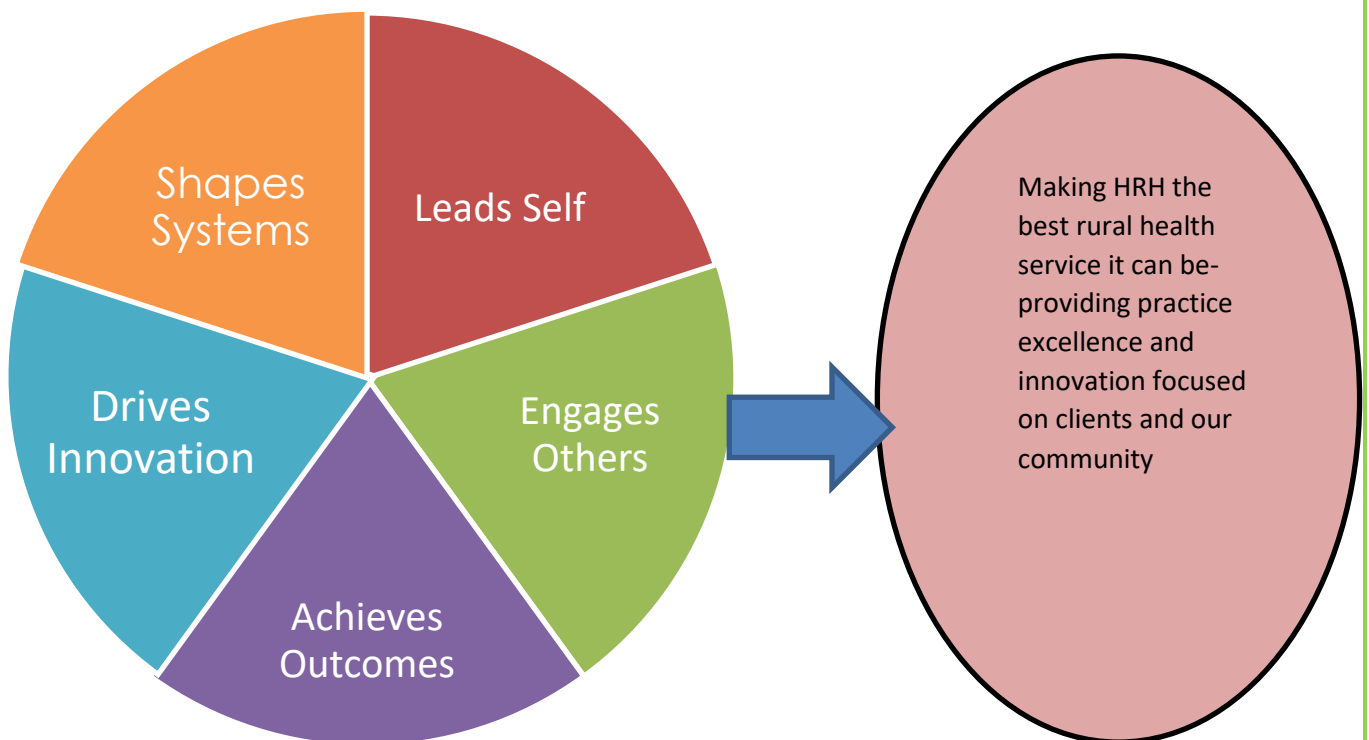 Shapes
Systems
Leads Self
Drives
Innovation
Engages
Others
Achieves
Outcomes
Making HRH the
best rural health
service it can be-
providing practice
excellence and
innovation focused
on clients and our
community